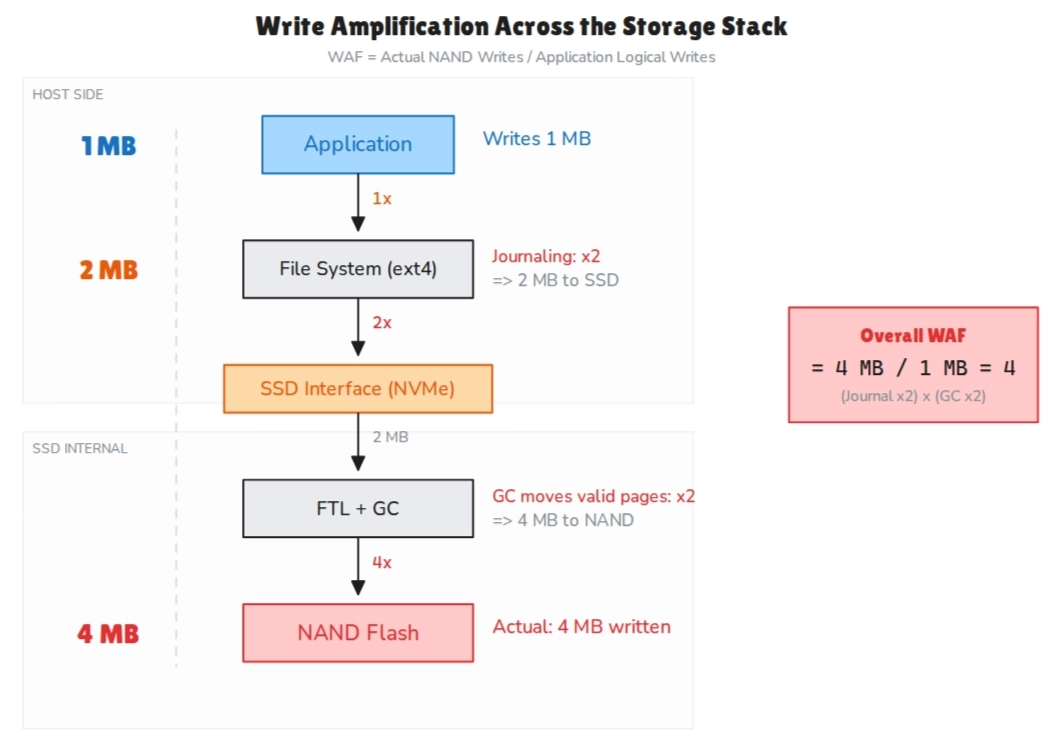 Write Amplification Across the Storage Stack
WAF = Actual NAND Writes / Application Logical Writes
HOST SIDE
1 MB
Application
Writes 1 MB
1x
2 MB
File System (ext4)
Journaling: x2
=> 2 MB to SSD
2x
SSD Interface (NVMe)
Overall WAF
= 4 MB / 1 MB = 4
(Journal x2) x (GC x2)
2 MB
SSD INTERNAL
FTL + GC
GC moves valid pages: x2
=> 4 MB to NAND
4x
4 MB
NAND Flash
Actual: 4 MB written